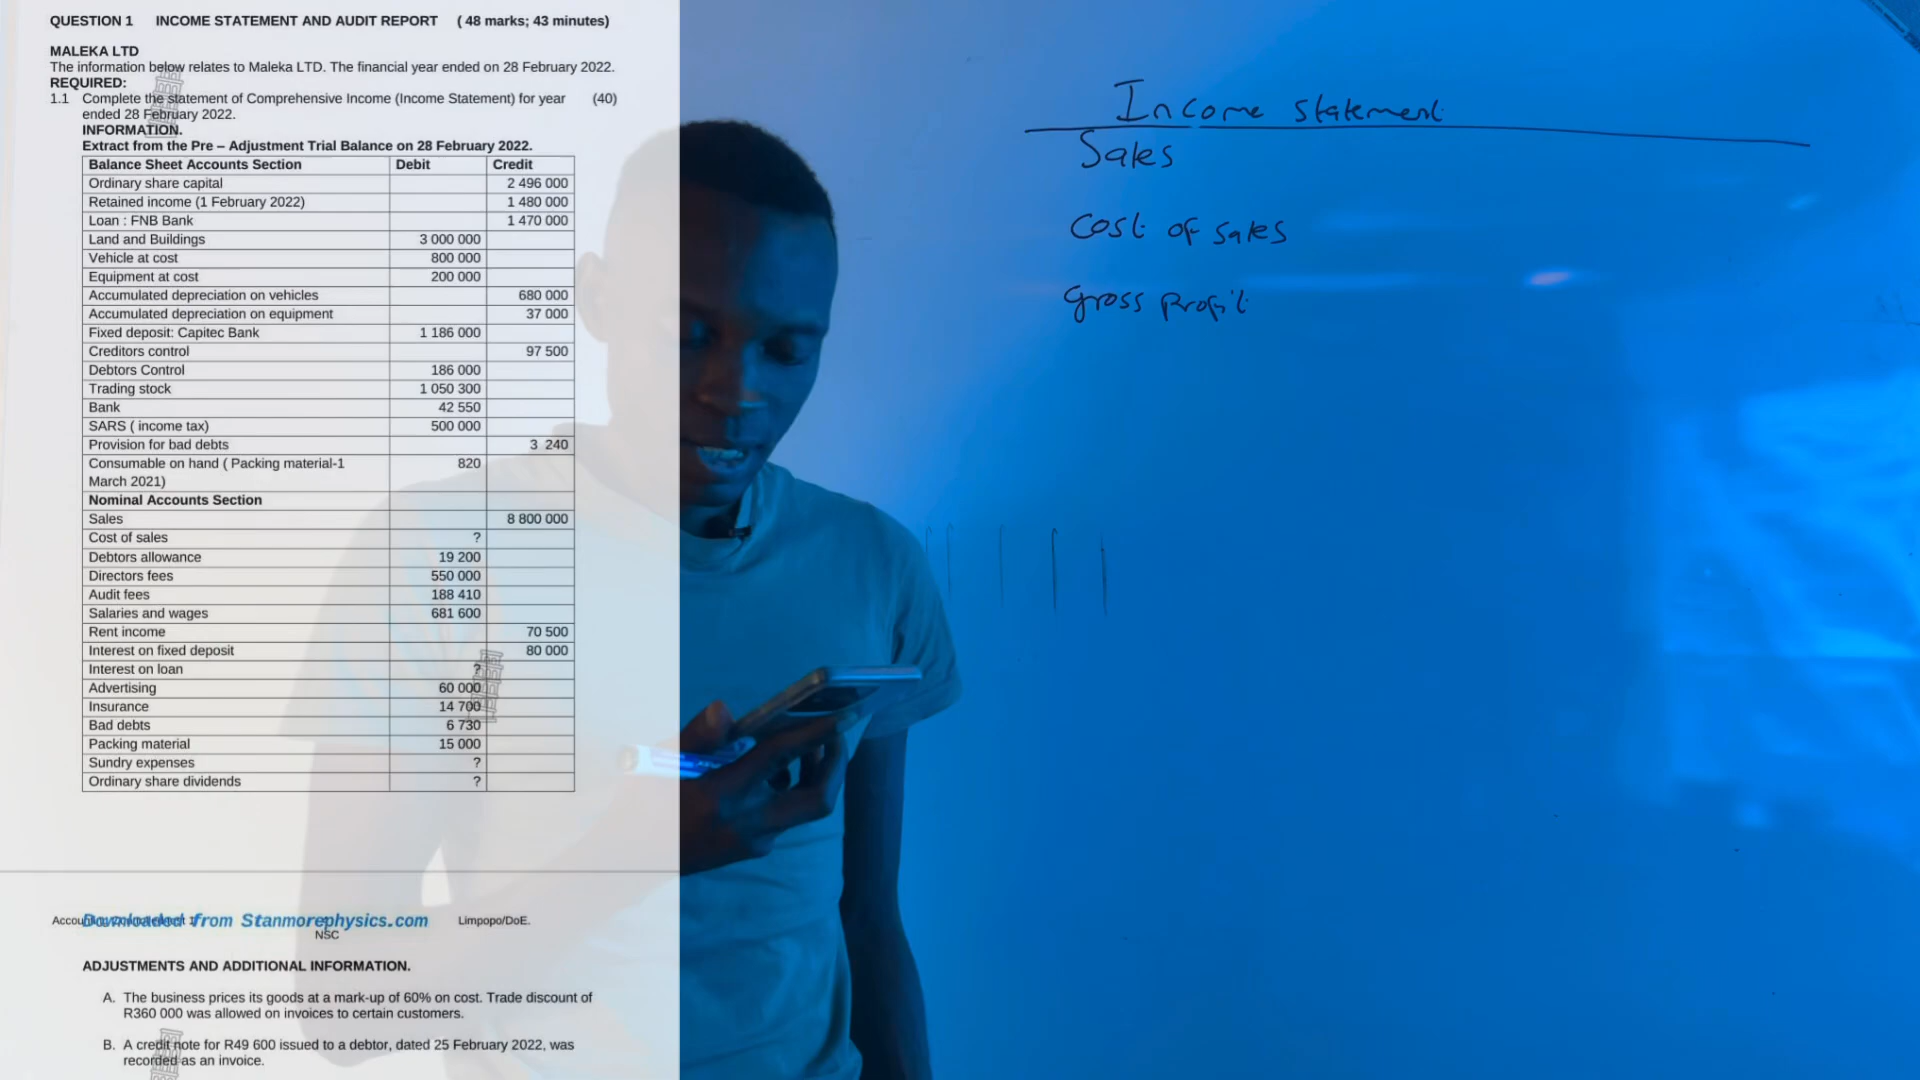 QUESTION 1 INCOME STATEMENT AND AUDIT REPORT ( 48 marks; 43 minutes)
MALEKA LTD
The information below relates to Maleka LTD. The financial year ended on 28 February 2022.
REQUIRED:
1.1 Complete the statement of Comprehensive Income (Income Statement) for year (40)
ended 28 February 2022.
INFORMATION.
Extract from the Pre – Adjustment Trial Balance on 28 February 2022.
Balance Sheet Accounts Section Debit Credit
Ordinary share capital 2 496 000
Retained income (1 February 2022) 1 480 000
Loan : FNB Bank 1 470 000
Land and Buildings 3 000 000
Vehicle at cost 800 000
Equipment at cost 200 000
Accumulated depreciation on vehicles 680 000
Accumulated depreciation on equipment 37 000
Fixed deposit: Capitec Bank 1 186 000
Creditors control 97 500
Debtors Control 186 000
Trading stock 1 050 300
Bank 42 550
SARS ( income tax) 500 000
Provision for bad debts 3 240
Consumable on hand ( Packing material-1 820
March 2021)
Nominal Accounts Section
Sales 8 800 000
Cost of sales ?
Debtors allowance 19 200
Directors fees 550 000
Audit fees 188 410
Salaries and wages 681 600
Rent income 70 500
Interest on fixed deposit 80 000
Interest on loan ?
Advertising 60 000
Insurance 14 700
Bad debts 6 730
Packing material 15 000
Sundry expenses ?
Ordinary share dividends ?
Downloaded from Stanmorephysics.com Limpopo/DoE.
NSC
ADJUSTMENTS AND ADDITIONAL INFORMATION.
A. The business prices its goods at a mark-up of 60% on cost. Trade discount of
R360 000 was allowed on invoices to certain customers.
B. A credit note for R49 600 issued to a debtor, dated 25 February 2022, was
recorded as an invoice.
Income statement
Sales
Cost of sales
Gross Profit